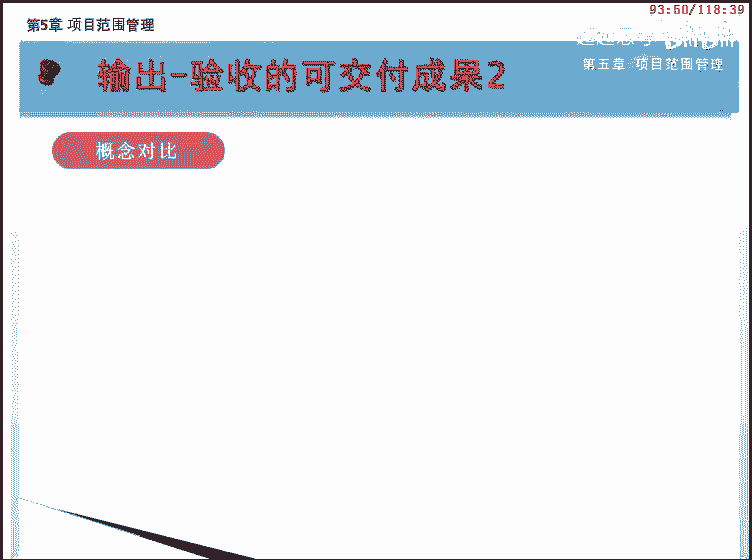 93:50/118:39
第5章 项目范围管理
输出-验收的可交付成果2
第五章 项目范围管理
概念对比